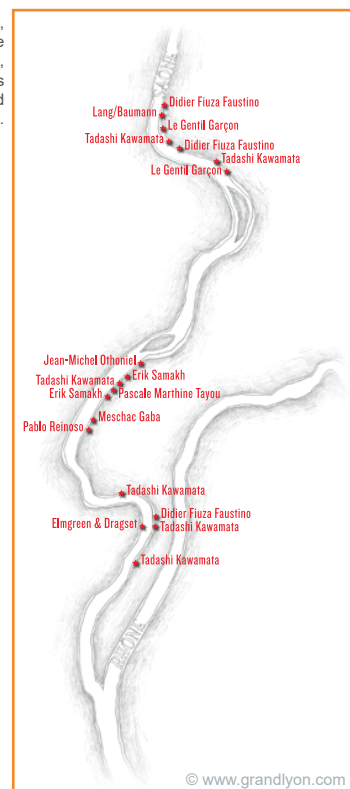 ,
e
,
s
d
.
SAÔNE
Didier Fiuza Faustino
Lang/Baumann
Le Gentil Garçon
Tadashi Kawamata
Didier Fiuza Faustino
Tadashi Kawamata
Le Gentil Garçon
Jean-Michel Othoniel
Erik Samakh
Tadashi Kawamata
Pascale Marthine Tayou
Erik Samakh
Meschac Gaba
Pablo Reinoso
Tadashi Kawamata
Didier Fiuza Faustino
Elmgreen & Dragset
Tadashi Kawamata
Tadashi Kawamata
RHÔNE
© www.grandlyon.com